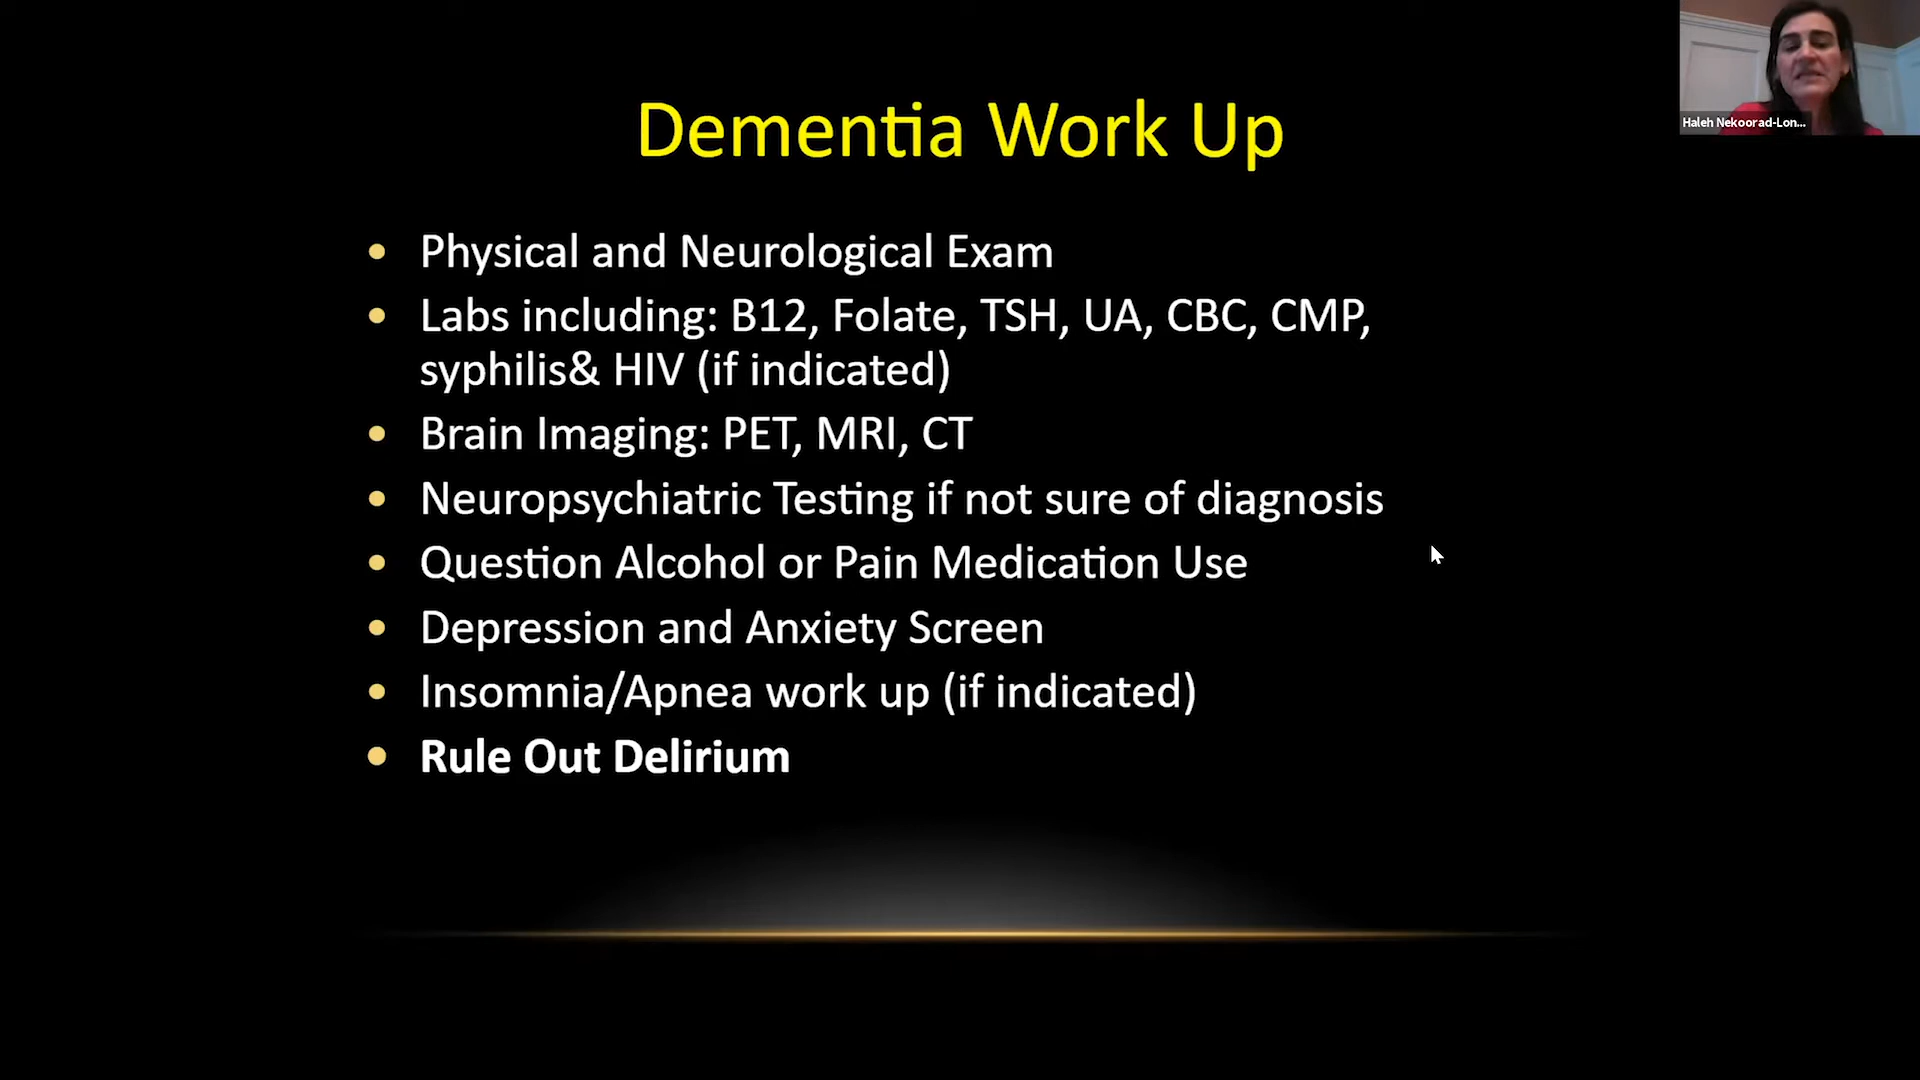 Dementia Work Up
• Physical and Neurological Exam
• Labs including: B12, Folate, TSH, UA, CBC, CMP,
syphilis& HIV (if indicated)
• Brain Imaging: PET, MRI, CT
• Neuropsychiatric Testing if not sure of diagnosis
• Question Alcohol or Pain Medication Use
• Depression and Anxiety Screen
• Insomnia/Apnea work up (if indicated)
• Rule Out Delirium
Haleh Nekoorad-Lon...